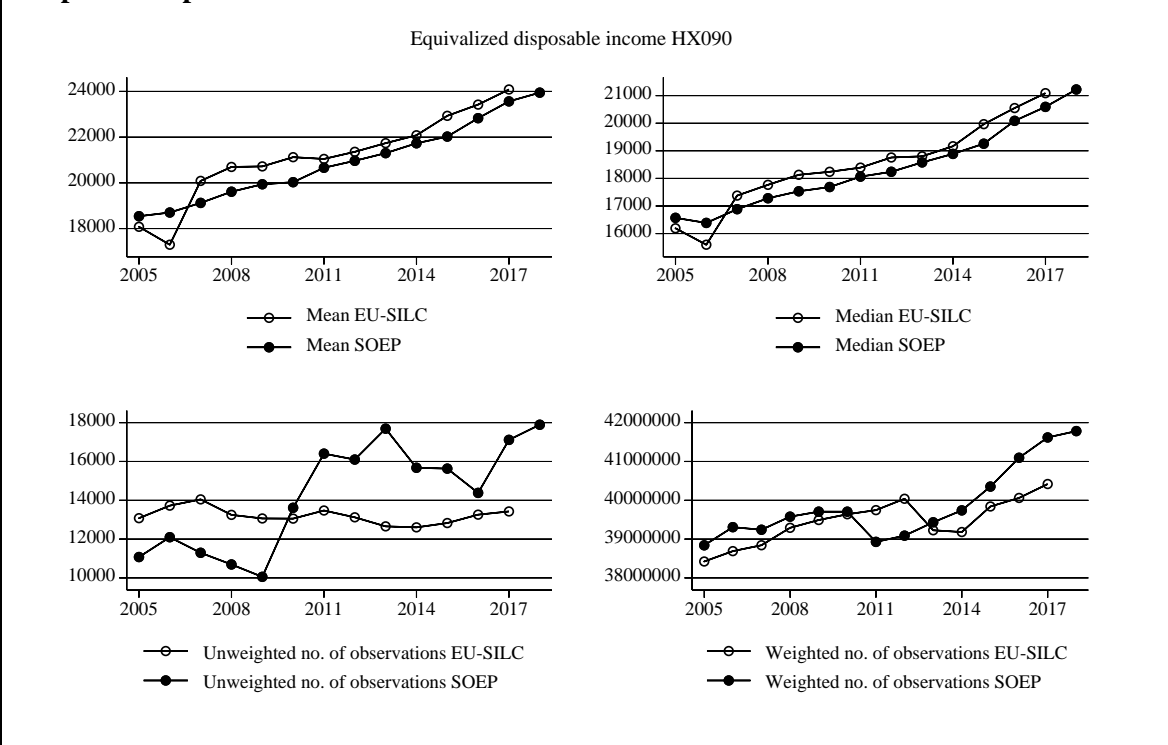 Equivalized disposable income HX090
24000
22000
20000
18000
2005 2008 2011 2014 2017
Mean EU-SILC
Mean SOEP
21000
20000
19000
18000
17000
16000
2005 2008 2011 2014 2017
Median EU-SILC
Median SOEP
18000
16000
14000
12000
10000
2005 2008 2011 2014 2017
Unweighted no. of observations EU-SILC
Unweighted no. of observations SOEP
42000000
41000000
40000000
39000000
38000000
2005 2008 2011 2014 2017
Weighted no. of observations EU-SILC
Weighted no. of observations SOEP